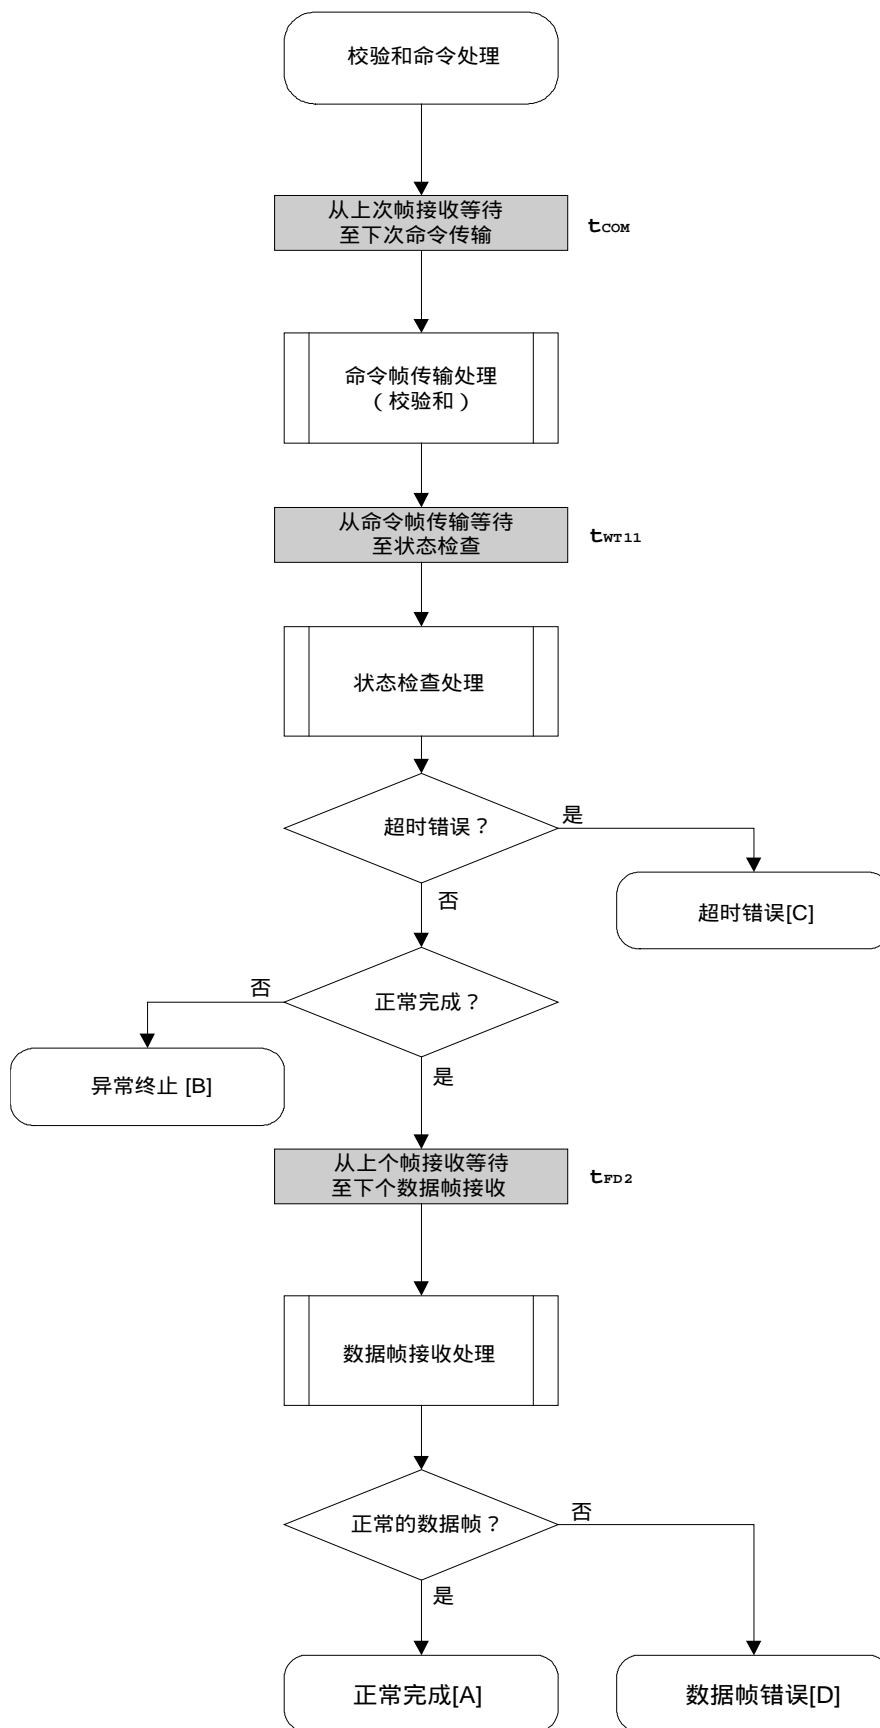 校验和命令处理
从上次帧接收等待
至下次命令传输
tCOM
命令帧传输处理
（校验和）
从命令帧传输等待
至状态检查
tWT11
状态检查处理
超时错误？
是
超时错误[C]
否
正常完成？
否
异常终止 [B]
是
从上个帧接收等待
至下个数据帧接收
tFD2
数据帧接收处理
正常的数据帧？
否
是
正常完成[A]
数据帧错误[D]